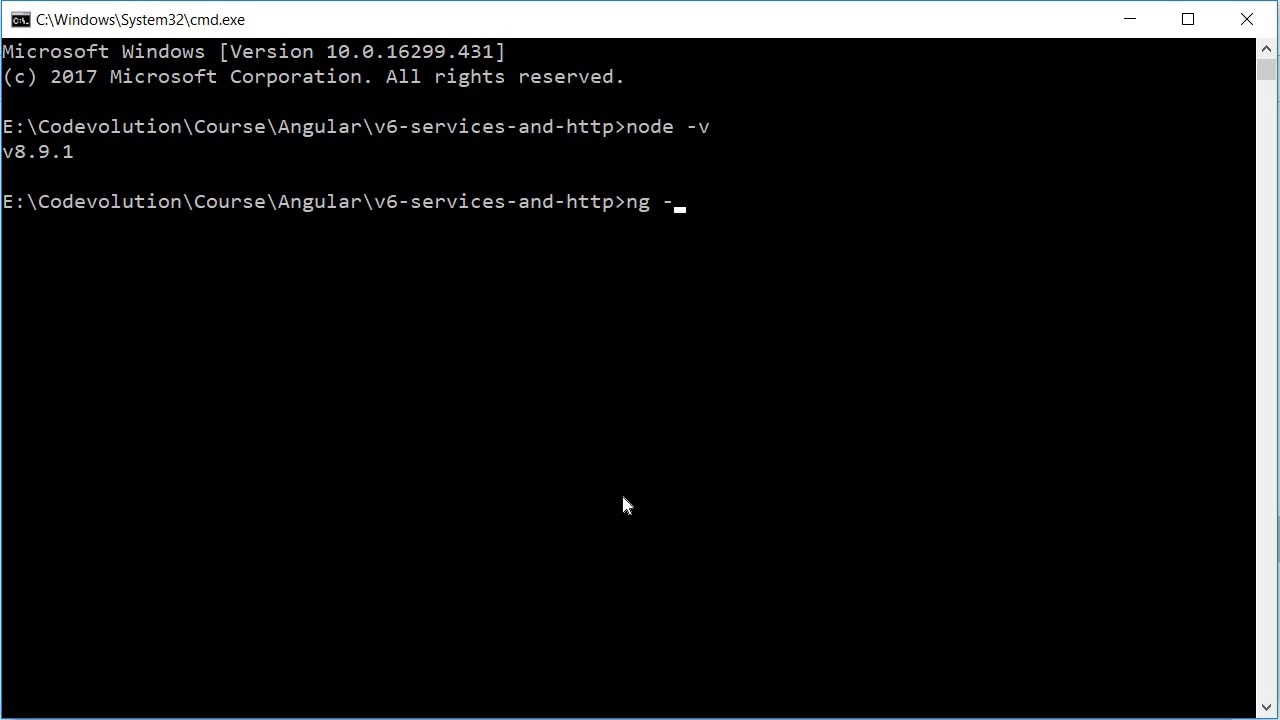 C:\Windows\System32\cmd.exe
Microsoft Windows [Version 10.0.16299.431]
(c) 2017 Microsoft Corporation. All rights reserved.
E:\Codevolution\Course\Angular\v6-services-and-http>node -v
v8.9.1
E:\Codevolution\Course\Angular\v6-services-and-http>ng -